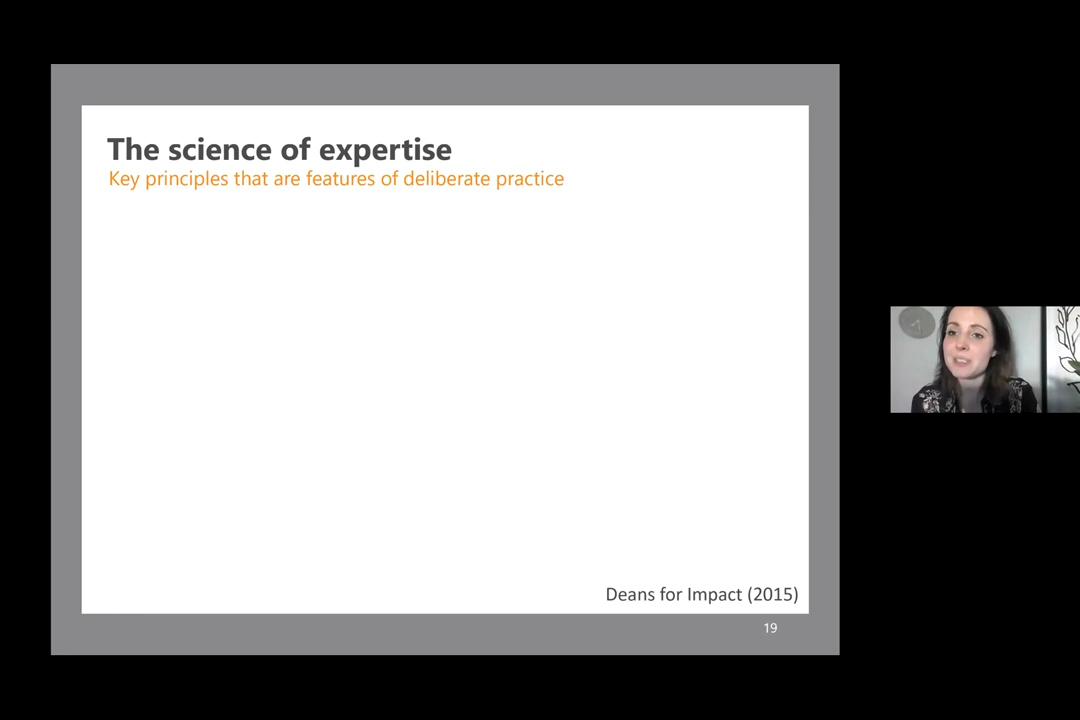 The science of expertise
Key principles that are features of deliberate practice
Deans for Impact (2015)
19